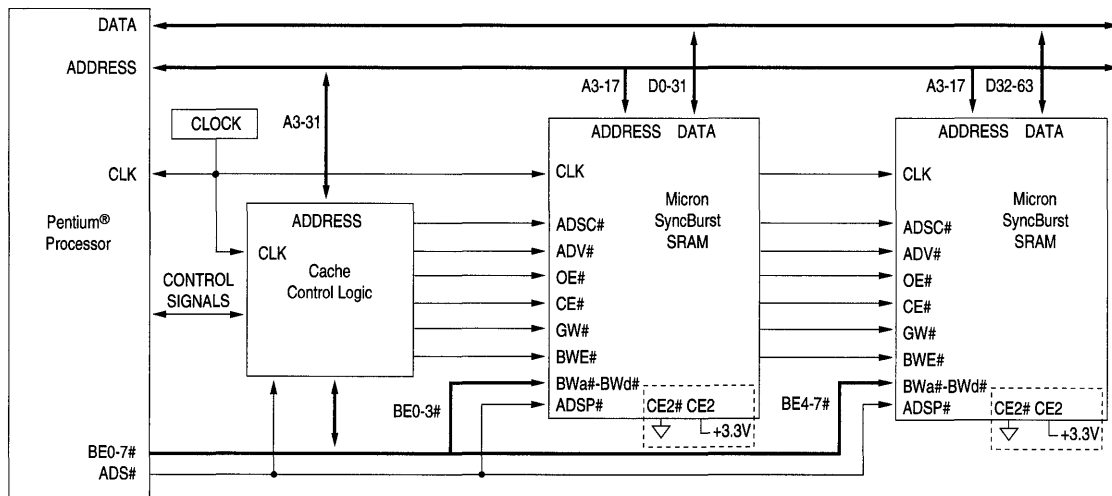 DATA
ADDRESS
A3-17
D0-31
A3-17
D32-63
CLOCK
A3-31
ADDRESS DATA
ADDRESS DATA
CLK
CLK
CLK
Pentium®
Processor
ADDRESS
CLK
Cache
Control Logic
CONTROL
SIGNALS
Micron
SyncBurst
SRAM
ADSC#
ADV#
OE#
CE#
GW#
BWE#
BWa#-BWd#
ADSP#
CE2# CE2
+3.3V
Micron
SyncBurst
SRAM
ADSC#
ADV#
OE#
CE#
GW#
BWE#
BWa#-BWd#
ADSP#
CE2# CE2
+3.3V
BE0-3#
BE4-7#
BE0-7#
ADS#